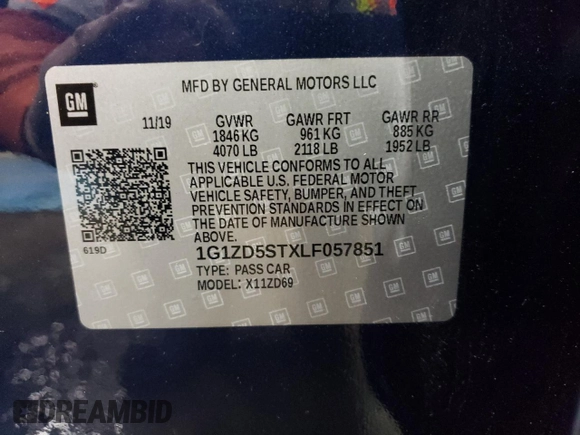 MFD BY GENERAL MOTORS LLC
GM
11/19 GVWR GAWR FRT GAWR RR
1846 KG 961 KG 885 KG
4070 LB 2118 LB 1952 LB
THIS VEHICLE CONFORMS TO ALL
APPLICABLE U.S. FEDERAL MOTOR
VEHICLE SAFETY, BUMPER, AND THEFT
PREVENTION STANDARDS IN EFFECT ON
THE DATE OF MANUFACTURE SHOWN
ABOVE.
619D
1G1ZD5STXLF057851
TYPE: PASS CAR
MODEL: X11ZD69
DREAMBID